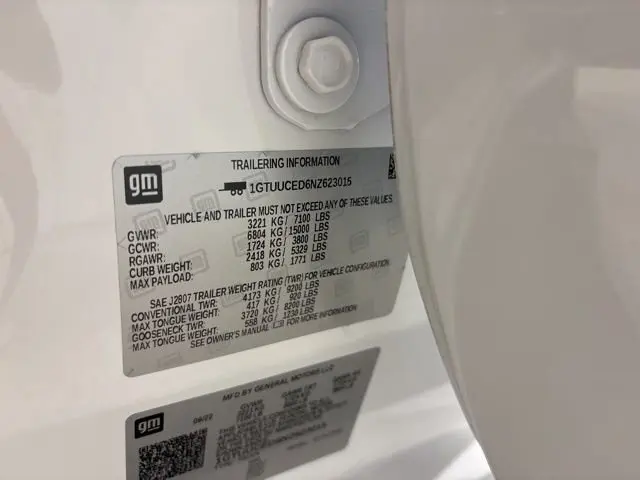 gm
TRAILERING INFORMATION
1GTUUCED6NZ623015
VEHICLE AND TRAILER MUST NOT EXCEED ANY OF THESE VALUES
GVWR: 3221 KG/ 7100 LBS
GCWR: 6804 KG/ 15000 LBS
RGAWR: 1724 KG/ 3800 LBS
CURB WEIGHT: 2418 KG/ 5329 LBS
MAX PAYLOAD: 803 KG/ 1771 LBS
SAE J2807 TRAILER WEIGHT RATING (TWR) FOR VEHICLE CONFIGURATION
CONVENTIONAL TWR: 4173 KG/ 9200 LBS
MAX TONGUE WEIGHT: 417 KG/ 920 LBS
GOOSENECK TWR: 3720 KG/ 8200 LBS
MAX TONGUE WEIGHT: 558 KG/ 1230 LBS
SEE OWNER'S MANUAL FOR MORE INFORMATION
gm
MFD BY GENERAL MOTORS LLC
GVWR